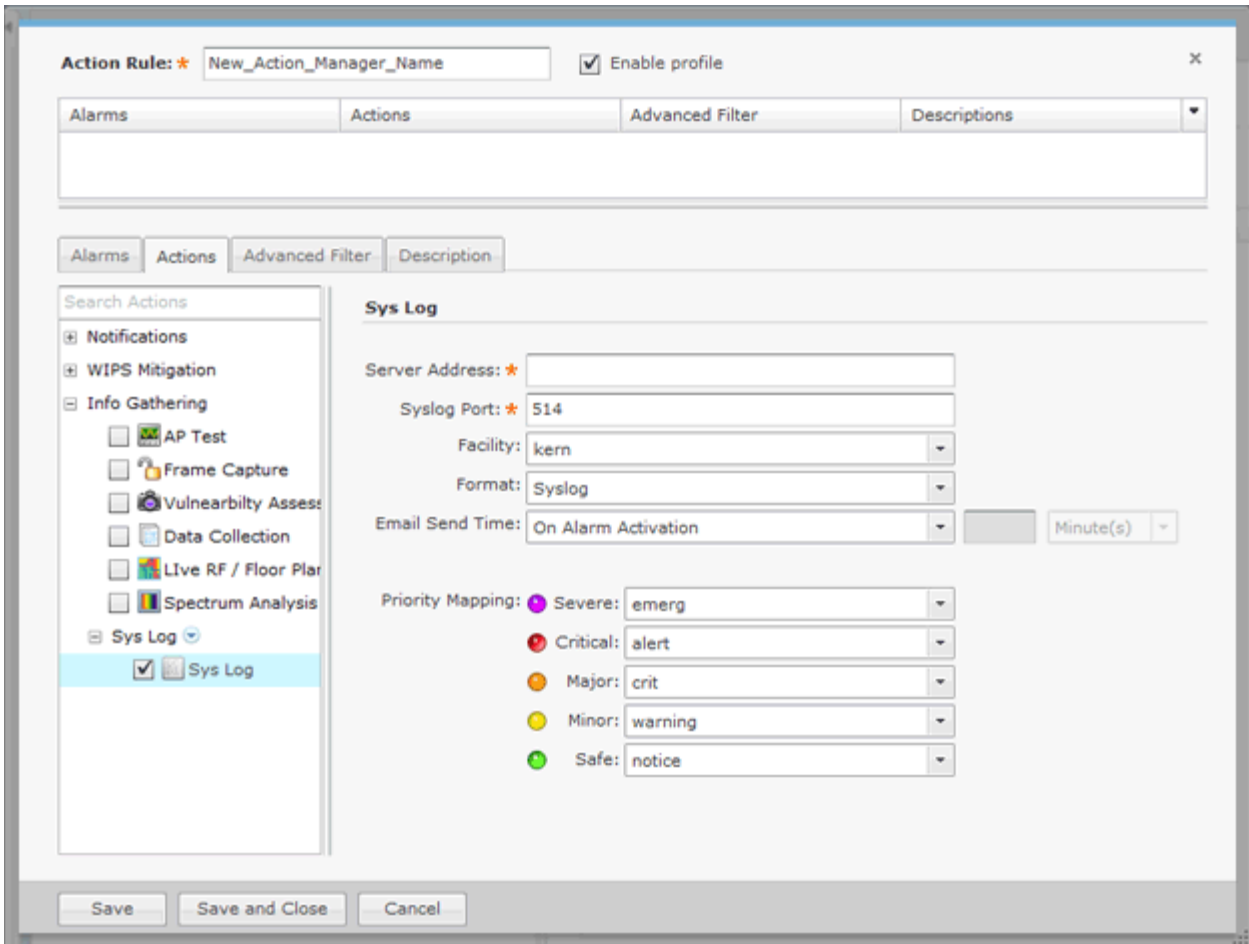 Action Rule: * New_Action_Manager_Name Enable profile ×
Alarms Actions Advanced Filter Descriptions
Alarms Actions Advanced Filter Description
Search Actions
Notifications
WIPS Mitigation
Info Gathering
AP Test
Frame Capture
Vulnearbilty Assess
Data Collection
LIve RF / Floor Plan
Spectrum Analysis
Sys Log
Sys Log
Sys Log
Server Address: *
Syslog Port: * 514
Facility: kern
Format: Syslog
Email Send Time: On Alarm Activation Minute(s)
Priority Mapping: Severe: emerg
Critical: alert
Major: crit
Minor: warning
Safe: notice
Save Save and Close Cancel